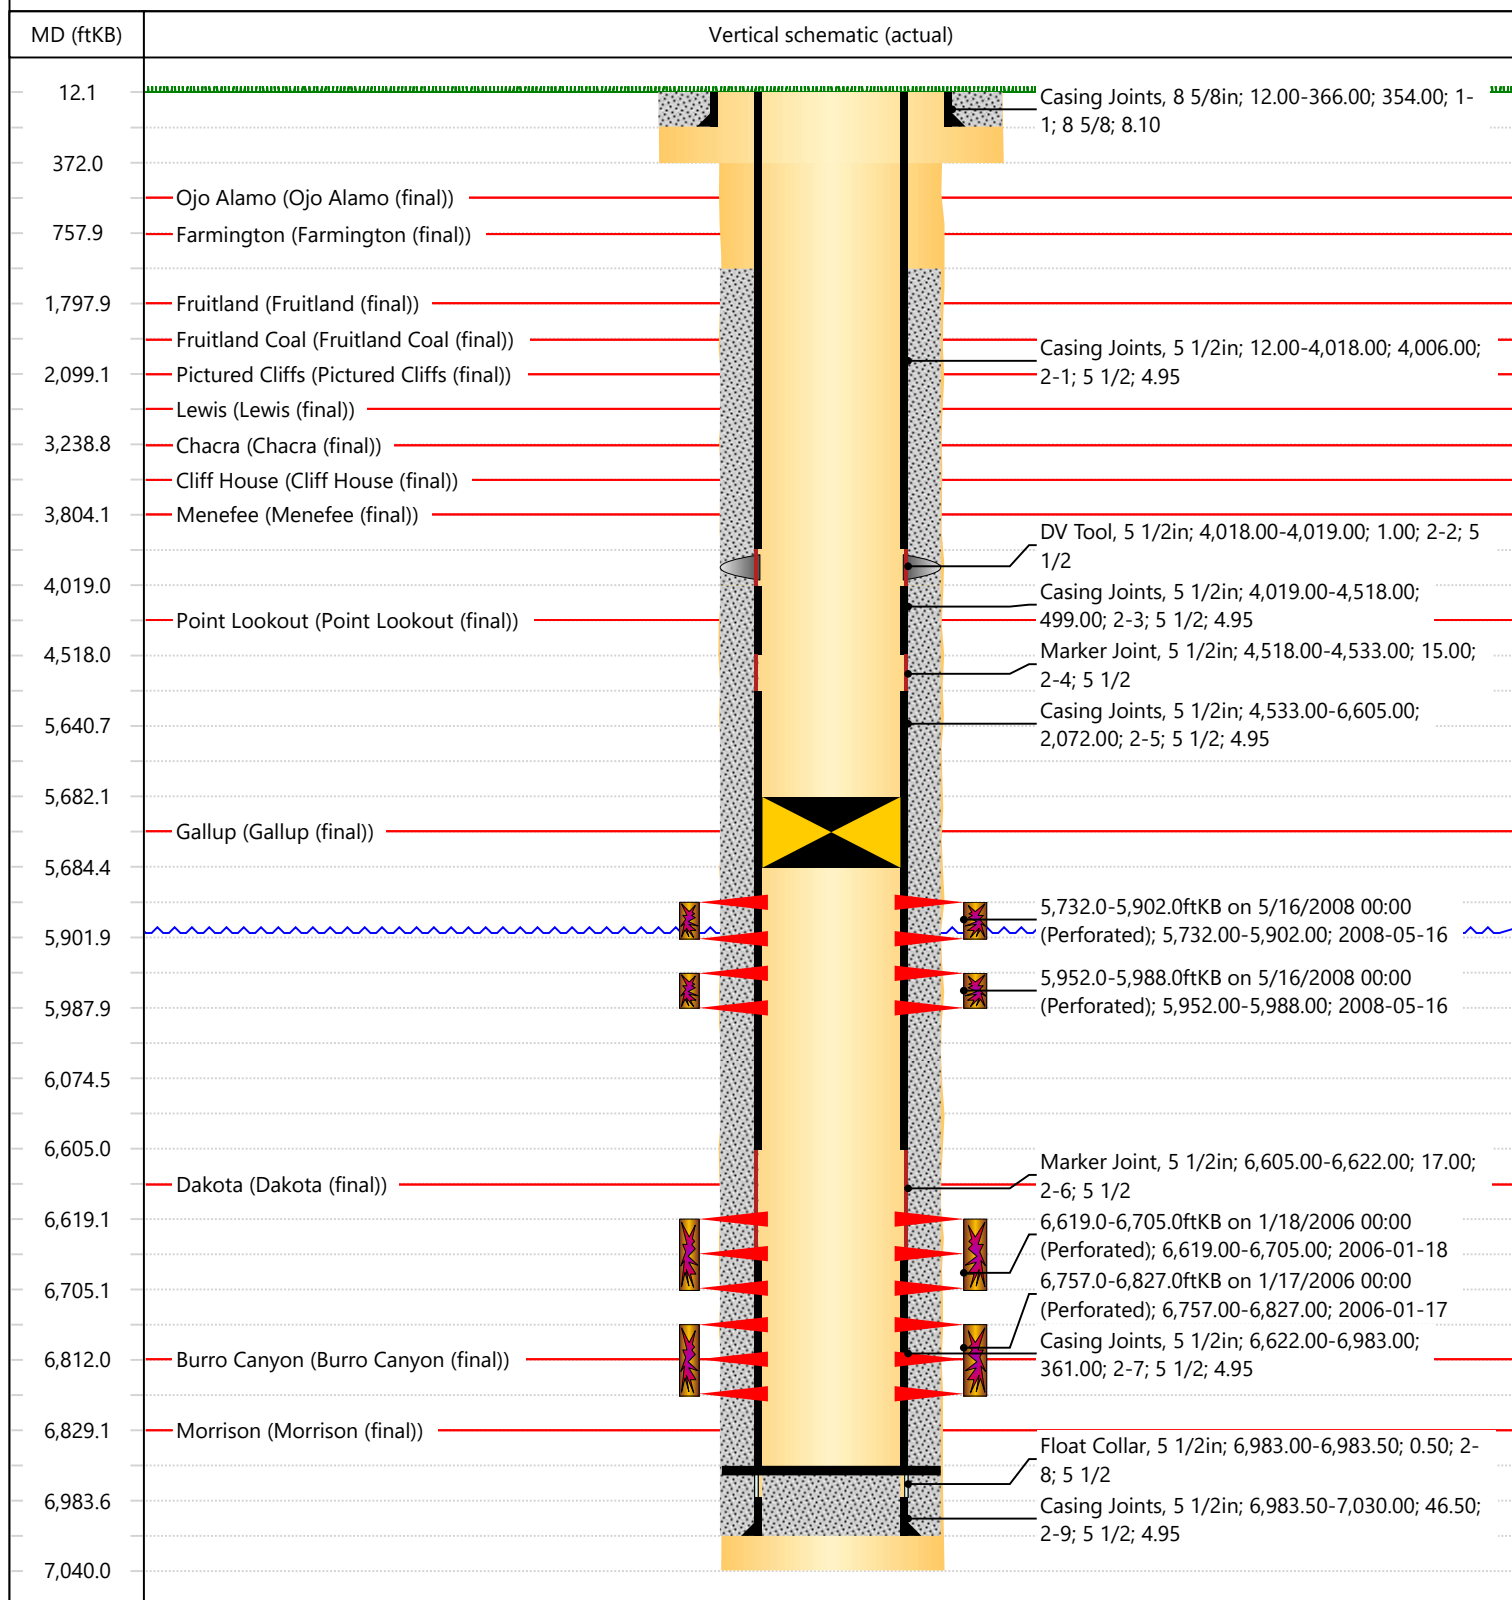 MD (ftKB)
Vertical schematic (actual)
12.1
Casing Joints, 8 5/8in; 12.00-366.00; 354.00; 1-
1; 8 5/8; 8.10
372.0
Ojo Alamo (Ojo Alamo (final))
757.9
Farmington (Farmington (final))
1,797.9
Fruitland (Fruitland (final))
Fruitland Coal (Fruitland Coal (final))
Casing Joints, 5 1/2in; 12.00-4,018.00; 4,006.00;
2-1; 5 1/2; 4.95
2,099.1
Pictured Cliffs (Pictured Cliffs (final))
Lewis (Lewis (final))
3,238.8
Chacra (Chacra (final))
Cliff House (Cliff House (final))
3,804.1
Menefee (Menefee (final))
DV Tool, 5 1/2in; 4,018.00-4,019.00; 1.00; 2-2; 5
1/2
4,019.0
Casing Joints, 5 1/2in; 4,019.00-4,518.00;
499.00; 2-3; 5 1/2; 4.95
Point Lookout (Point Lookout (final))
4,518.0
Marker Joint, 5 1/2in; 4,518.00-4,533.00; 15.00;
2-4; 5 1/2
5,640.7
Casing Joints, 5 1/2in; 4,533.00-6,605.00;
2,072.00; 2-5; 5 1/2; 4.95
5,682.1
Gallup (Gallup (final))
5,684.4
5,732.0-5,902.0ftKB on 5/16/2008 00:00
(Perforated); 5,732.00-5,902.00; 2008-05-16
5,901.9
5,952.0-5,988.0ftKB on 5/16/2008 00:00
(Perforated); 5,952.00-5,988.00; 2008-05-16
5,987.9
6,074.5
6,605.0
Marker Joint, 5 1/2in; 6,605.00-6,622.00; 17.00;
2-6; 5 1/2
Dakota (Dakota (final))
6,619.1
6,619.0-6,705.0ftKB on 1/18/2006 00:00
(Perforated); 6,619.00-6,705.00; 2006-01-18
6,705.1
6,757.0-6,827.0ftKB on 1/17/2006 00:00
(Perforated); 6,757.00-6,827.00; 2006-01-17
6,812.0
Burro Canyon (Burro Canyon (final))
Casing Joints, 5 1/2in; 6,622.00-6,983.00;
361.00; 2-7; 5 1/2; 4.95
6,829.1
Morrison (Morrison (final))
Float Collar, 5 1/2in; 6,983.00-6,983.50; 0.50; 2-
8; 5 1/2
6,983.6
Casing Joints, 5 1/2in; 6,983.50-7,030.00; 46.50;
2-9; 5 1/2; 4.95
7,040.0